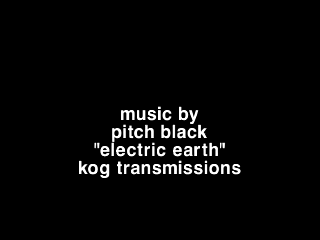 music by
pitch black
"electric earth"
kog transmissions